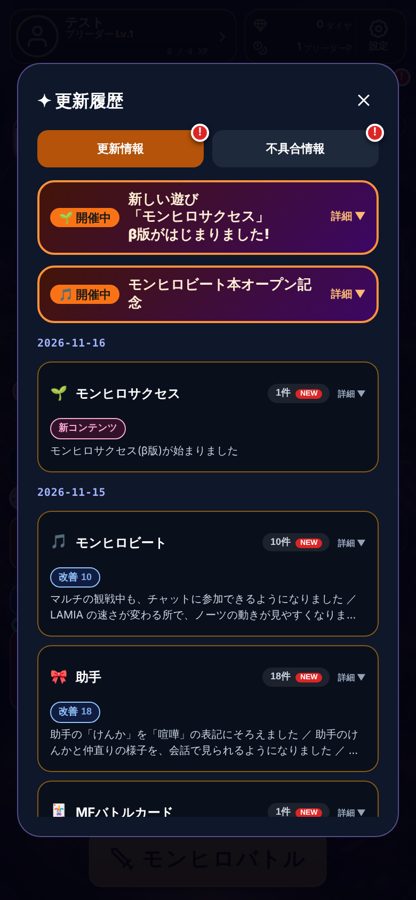 テスト
ブリーダーLv.1
0 ダイヤ
1 ブリーダーP
設定
✦ 更新履歴
更新情報
!
不具合情報
!
🌱 開催中
新しい遊び
「モンヒロサクセス」
β版がはじまりました!
詳細 ▼
🎵 開催中
モンヒロビート本オープン記
念
詳細 ▼
2026-11-16
🌱 モンヒロサクセス
1件 NEW
詳細 ▼
新コンテンツ
モンヒロサクセス(β版)が始まりました
2026-11-15
🎵 モンヒロビート
10件 NEW
詳細 ▼
改善 10
マルチの観戦中も、チャットに参加できるようになりました ／
LAMIA の速さが変わる所で、ノーツの動きが見やすくなりま…
🎀 助手
18件 NEW
詳細 ▼
改善 18
助手の「けんか」を「喧嘩」の表記にそろえました ／ 助手のけ
んかと仲直りの様子を、会話で見られるようになりました ／ …
🃏 MFバトルカード
1件 NEW
詳細 ▼
モンヒロバトル